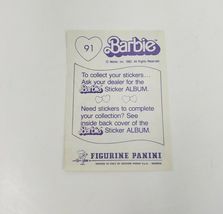 91
Barbie
To collect your stickers...
Ask your dealer for the
Barbie Sticker ALBUM.
Need stickers to complete
your collection? See
inside back cover of the
Barbie Sticker ALBUM.
FIGURINE PANINI